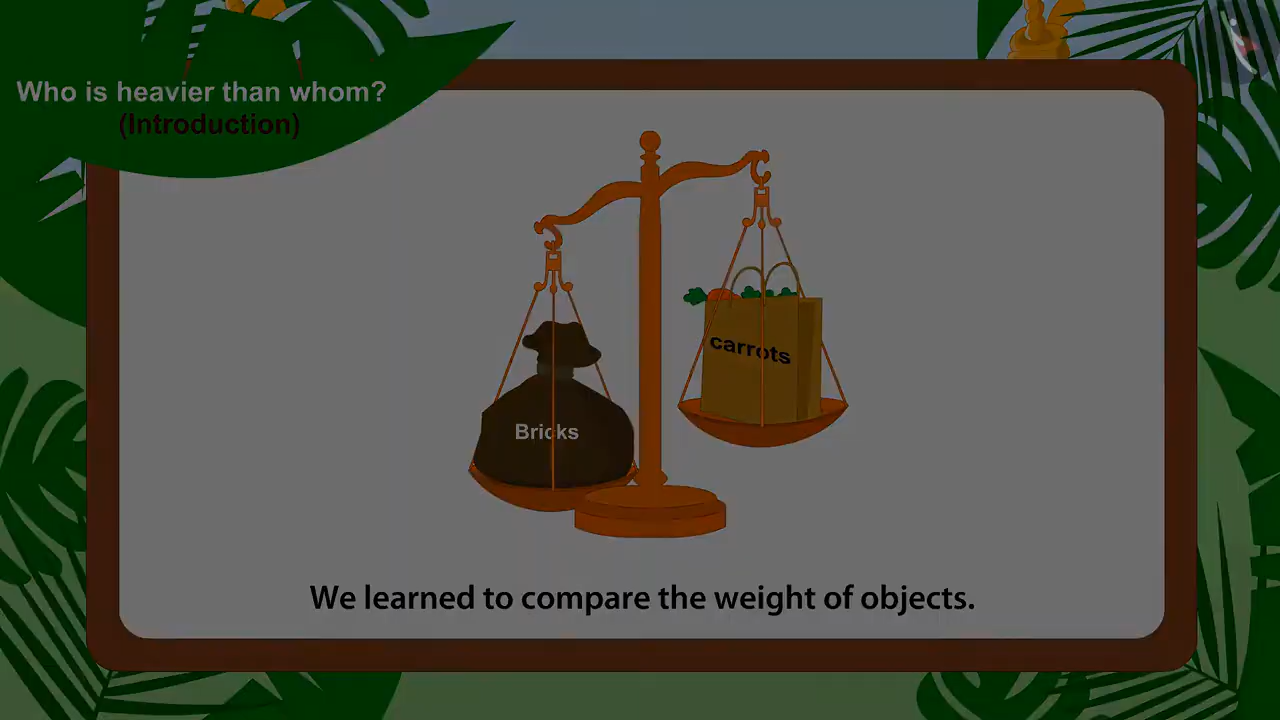 Who is heavier than whom?
(Introduction)
carrots
Bricks
We learned to compare the weight of objects.